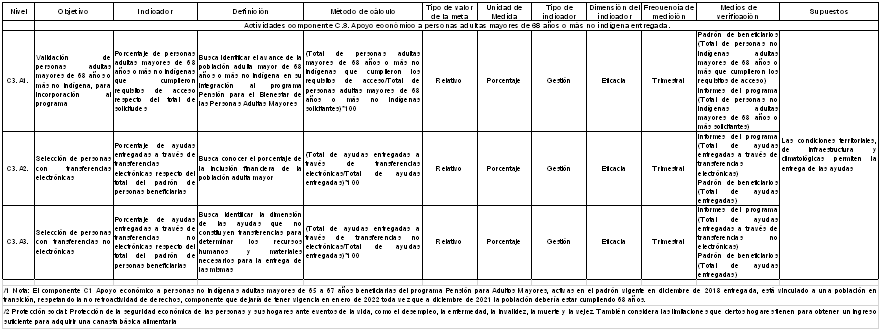 Nivel Objetivo Indicador Definición Método de cálculo Tipo de valor de la meta Unidad de Medida Tipo de indicador Dimensión del indicador Frecuencia de medición Medios de verificación Supuestos
Actividades componente C.3. Apoyo económico a personas adultas mayores de 68 años o más no indígena entregada.
C3. A1.
Validación de
personas adultas
mayores de 68 años o
más no indígenas, para
incorporación al
programa
Porcentaje de personas
adultas mayores de 68
años o más no indígenas
que cumplieron
requisitos de acceso
respecto del total de
solicitudes
Busca identificar el avance de la
población adulta mayor de 68
años o más no indígena en su
integración al programa
Pensión para el Bienestar de
las Personas Adultas Mayores
(Total de personas adultas
mayores de 68 años o más no
indígenas que cumplieron los
requisitos de acceso/Total de
personas adultas mayores de 68
años o más no indígenas
solicitantes)*100
Relativo
Porcentaje
Gestión
Eficacia
Trimestral
Padrón de beneficiarios
(Total de personas no
indígenas adultas
mayores de 68 años o
más que cumplieron los
requisitos de acceso)
Informes del programa
(Total de personas no
indígenas adultas
mayores de 68 años o
más solicitantes)
C3. A2.
Selección de personas
con transferencias
electrónicas
Porcentaje de ayudas
entregadas a través de
transferencias
electrónicas respecto del
total del padrón de
personas beneficiarias
Busca conocer el porcentaje de
la inclusión financiera de la
población adulta mayor
(Total de ayudas entregadas a
través de transferencias
electrónicas/Total de ayudas
entregadas)*100
Relativo
Porcentaje
Gestión
Eficacia
Trimestral
Informes del programa
(Total de ayudas
entregadas a través de
transferencias
electrónicas)
Padrón de beneficiarios
(Total de ayudas
entregadas)
C3. A3.
Selección de personas
con transferencias no
electrónicas
Porcentaje de ayudas
entregadas a través de
transferencias no
electrónicas respecto del
total del padrón de
personas beneficiarias
Busca identificar la dimensión
de las ayudas que no
constituyen transferencias para
determinar los recursos
humanos y materiales
necesarios para la entrega de
las mismas
(Total de ayudas entregadas a
través de transferencias no
electrónicas/Total de ayudas
entregadas)*100
Relativo
Porcentaje
Gestión
Eficacia
Trimestral
Informes del programa
(Total de ayudas
entregadas a través de
transferencias no
electrónicas)
Padrón de beneficiarios
(Total de ayudas
entregadas)
Las condiciones territoriales,
de infraestructura y
climatológicas permiten la
entrega de las ayudas
/1 Nota: El componente C1 Apoyo económico a personas no indígenas adultas mayores de 65 a 67 años beneficiarias del programa Pensión para Adultos Mayores, activas en el padrón vigente en diciembre de 2018 entregada, está vinculado a una población en
transición, respetando la no retroactividad de derechos, componente que dejaría de tener vigencia en enero de 2022 toda vez que a diciembre de 2021 la población debería estar cumpliendo 68 años.
/2 Protección social: Protección de la seguridad económica de las personas y sus hogares ante eventos de la vida, como el desempleo, la enfermedad, la invalidez, la muerte y la vejez. También considera las limitaciones que ciertos hogares tienen para obtener un ingreso
suficiente para adquirir una canasta básica alimentaria